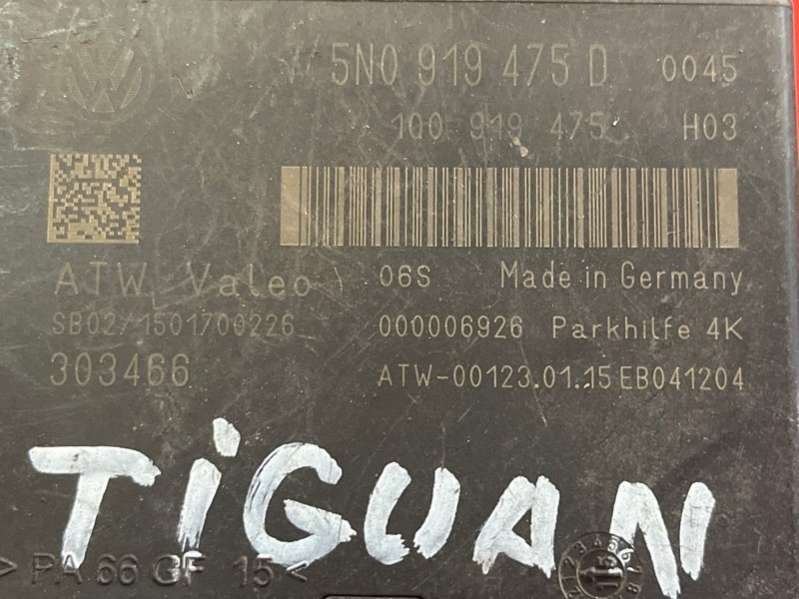 5N0 919 475 D 0045
1Q0 919 475 H03
ATW Valeo 06S Made in Germany
SB02/1501700226 000006926 Parkhilfe 4K
303466 ATW-00123.01.15 EB041204
TiGUAN
>PA 66 GF 15<